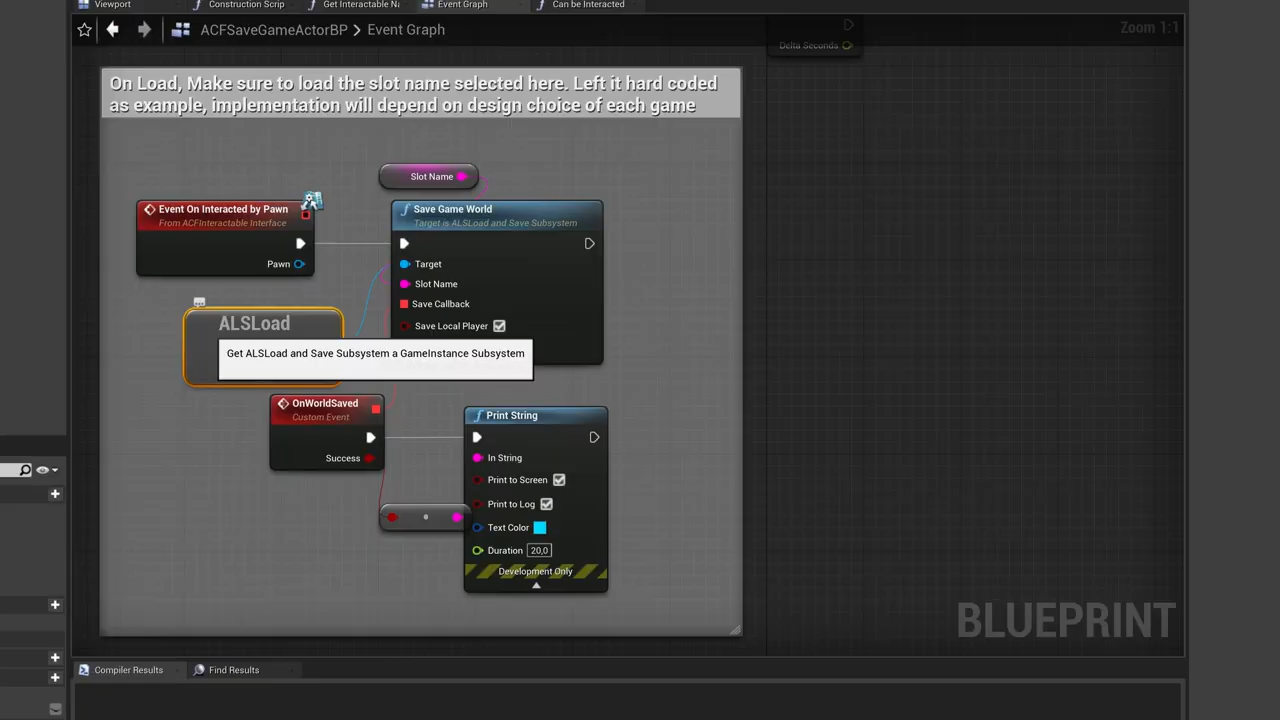 Viewport
Construction Scrip
Get Interactable Na
Event Graph
Can be Interacted
ACFSaveGameActorBP > Event Graph
Zoom 1:1
Delta Seconds
On Load, Make sure to load the slot name selected here. Left it hard coded
as example, implementation will depend on design choice of each game
Slot Name
Event On Interacted by Pawn
From ACFInteractable Interface
Pawn
Save Game World
Target is ALSLoad and Save Subsystem
Target
Slot Name
Save Callback
Save Local Player
ALSLoad
Get ALSLoad and Save Subsystem a GameInstance Subsystem
OnWorldSaved
Custom Event
Success
Print String
In String
Print to Screen
Print to Log
Text Color
Duration 20,0
Development Only
BLUEPRINT
Compiler Results
Find Results